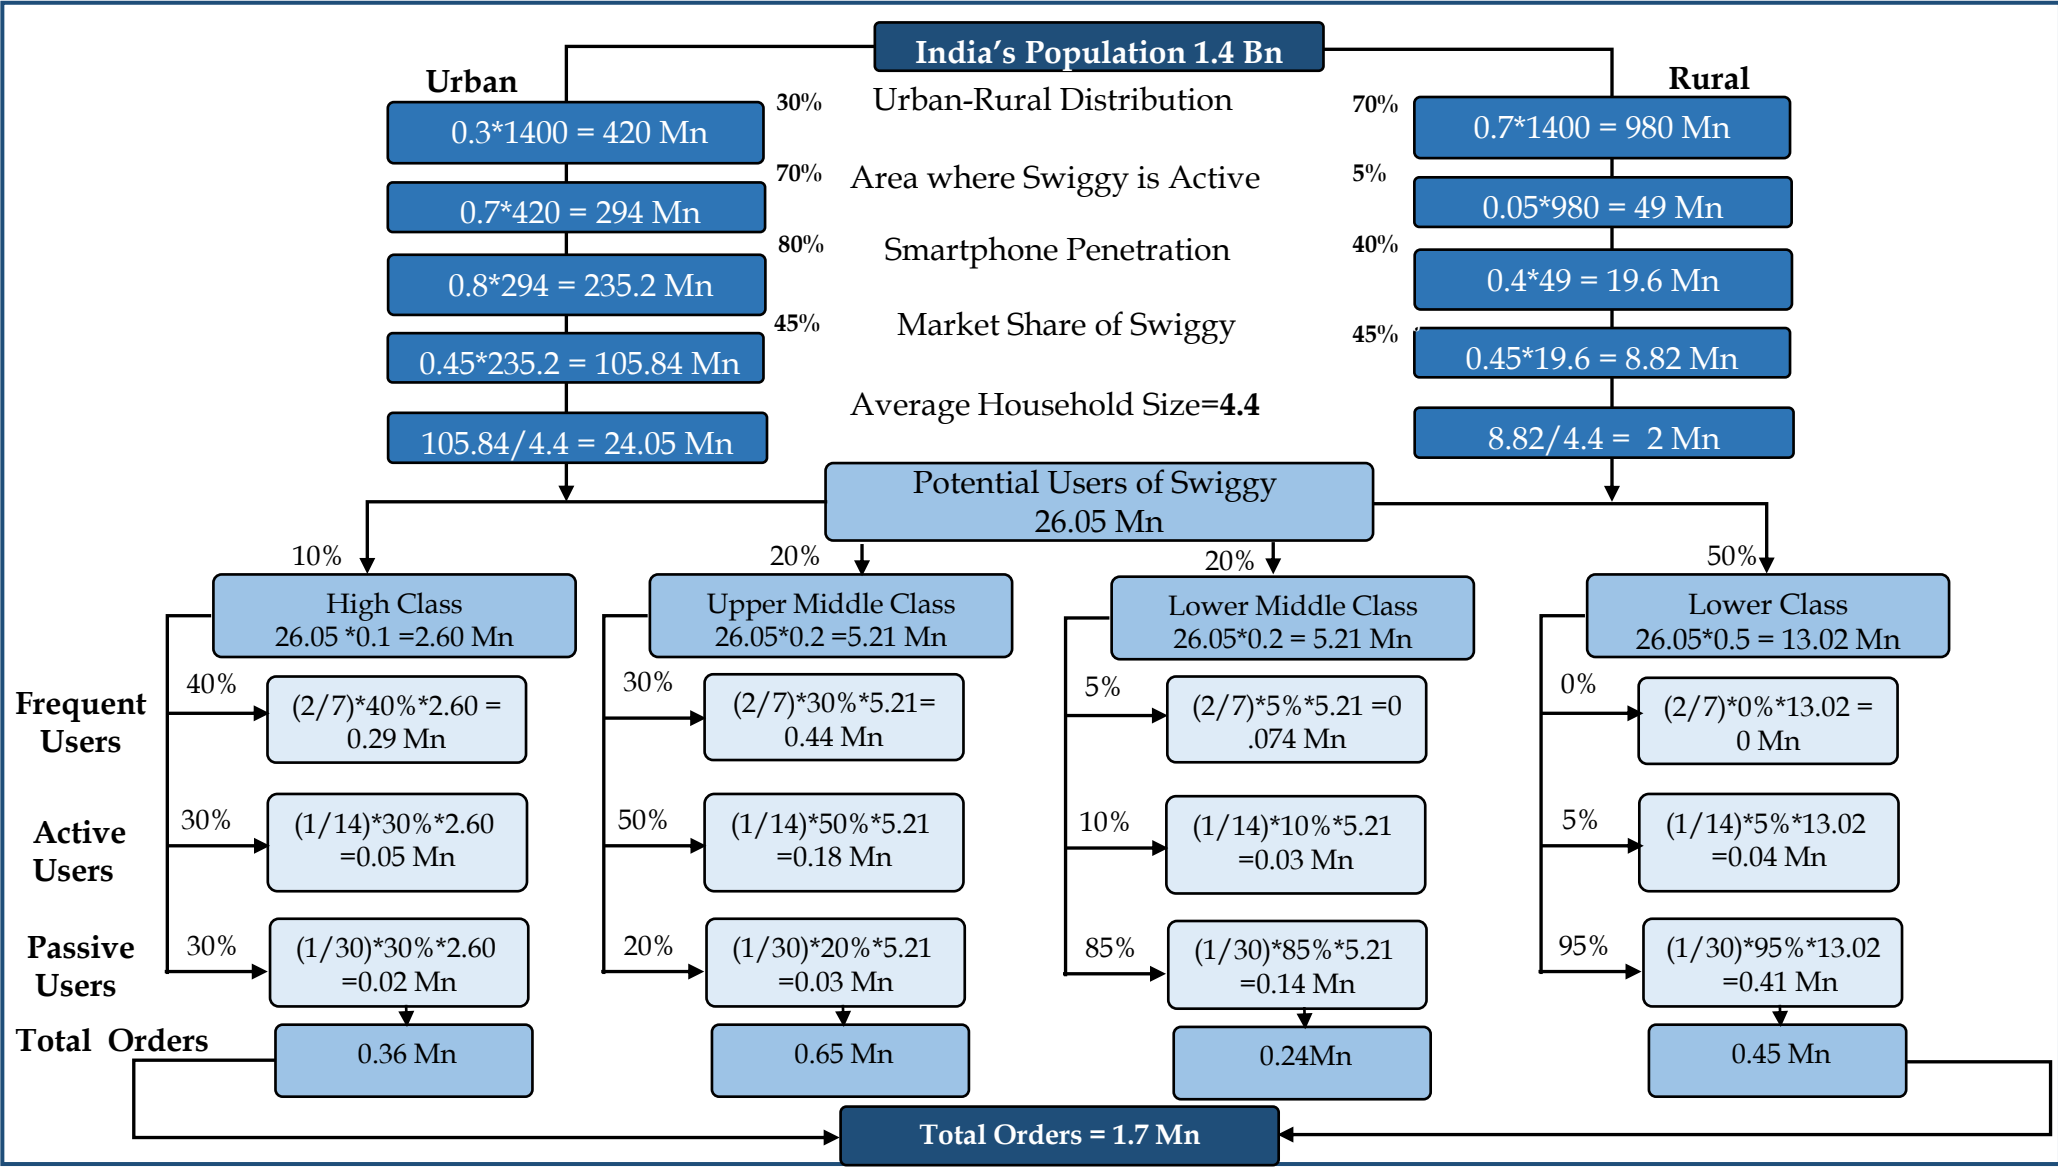 India's Population 1.4 Bn
Urban
Rural
30%
Urban-Rural Distribution
70%
0.3*1400 = 420 Mn
0.7*1400 = 980 Mn
70%
Area where Swiggy is Active
5%
0.7*420 = 294 Mn
0.05*980 = 49 Mn
80%
Smartphone Penetration
40%
0.8*294 = 235.2 Mn
0.4*49 = 19.6 Mn
45%
Market Share of Swiggy
45%
0.45*235.2 = 105.84 Mn
0.45*19.6 = 8.82 Mn
Average Household Size=4.4
105.84/4.4 = 24.05 Mn
8.82/4.4 = 2 Mn
Potential Users of Swiggy
26.05 Mn
10%
20%
20%
50%
High Class
26.05 *0.1 =2.60 Mn
Upper Middle Class
26.05*0.2 =5.21 Mn
Lower Middle Class
26.05*0.2 = 5.21 Mn
Lower Class
26.05*0.5 = 13.02 Mn
Frequent
Users
40%
(2/7)*40%*2.60 =
0.29 Mn
30%
(2/7)*30%*5.21=
0.44 Mn
5%
(2/7)*5%*5.21 =0
.074 Mn
0%
(2/7)*0%*13.02 =
0 Mn
Active
Users
30%
(1/14)*30%*2.60
=0.05 Mn
50%
(1/14)*50%*5.21
=0.18 Mn
10%
(1/14)*10%*5.21
=0.03 Mn
5%
(1/14)*5%*13.02
=0.04 Mn
Passive
Users
30%
(1/30)*30%*2.60
=0.02 Mn
20%
(1/30)*20%*5.21
=0.03 Mn
85%
(1/30)*85%*5.21
=0.14 Mn
95%
(1/30)*95%*13.02
=0.41 Mn
Total Orders
0.36 Mn
0.65 Mn
0.24Mn
0.45 Mn
Total Orders = 1.7 Mn